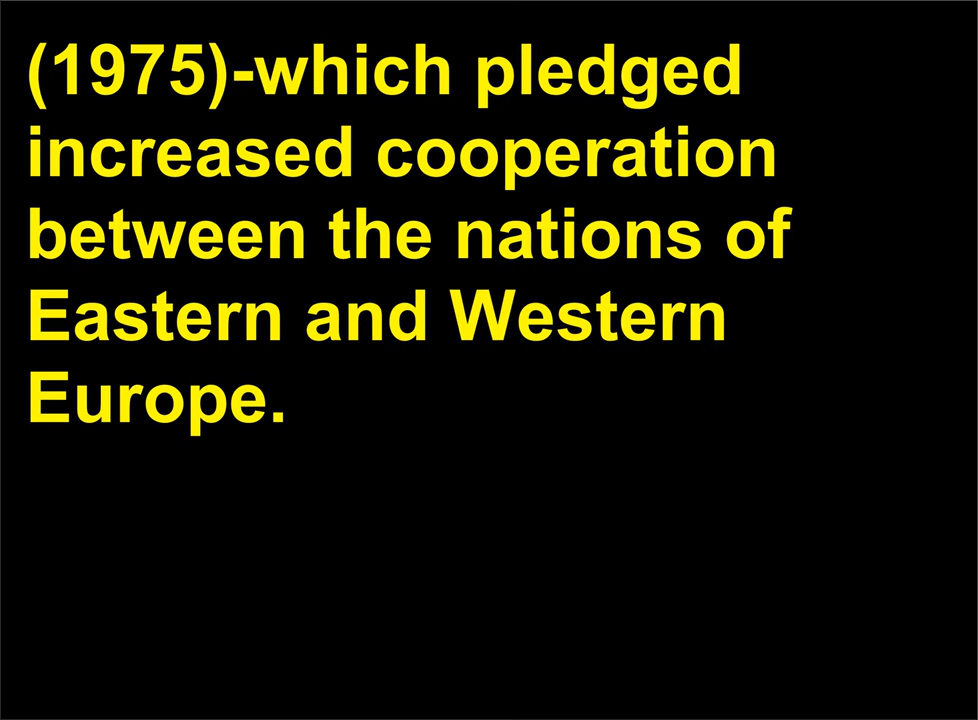 (1975)-which pledged
increased cooperation
between the nations of
Eastern and Western
Europe.